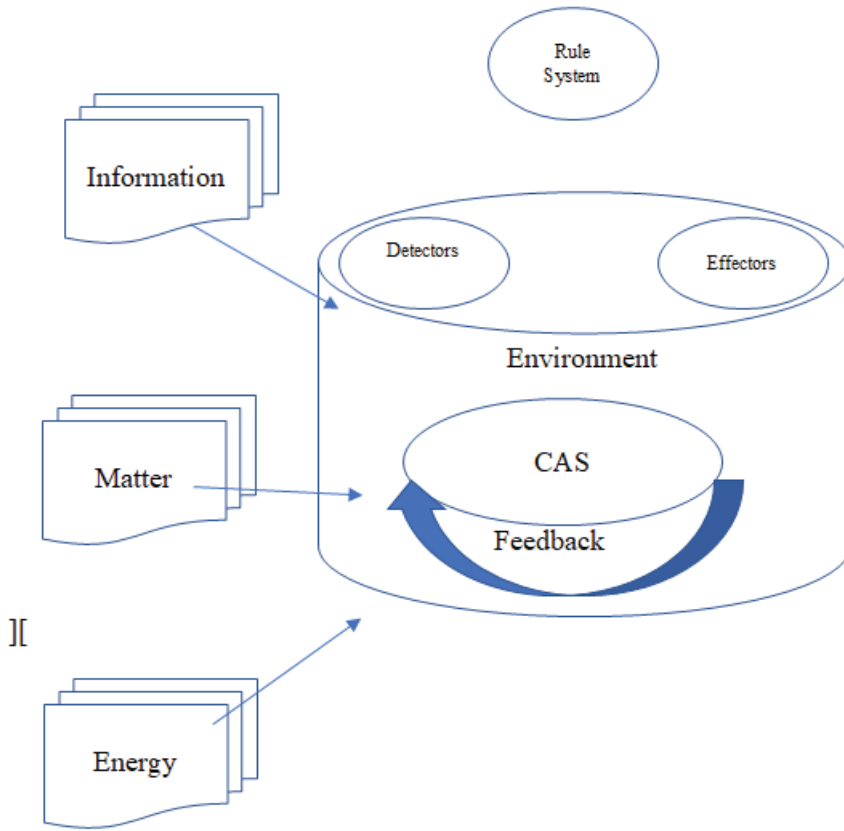 Rule
System
Information
Detectors
Effectors
Environment
Matter
CAS
Feedback
][
Energy